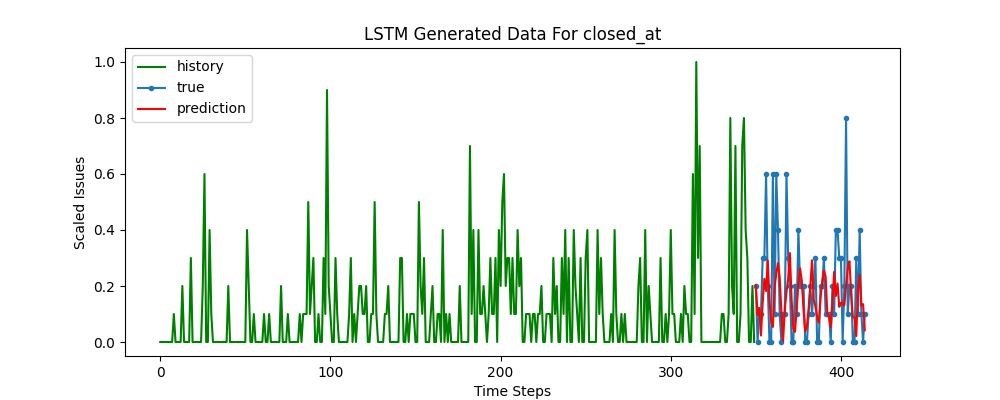 LSTM Generated Data For closed_at
history
true
prediction
Scaled Issues
1.0
0.8
0.6
0.4
0.2
0.0
0
100
200
300
400
Time Steps